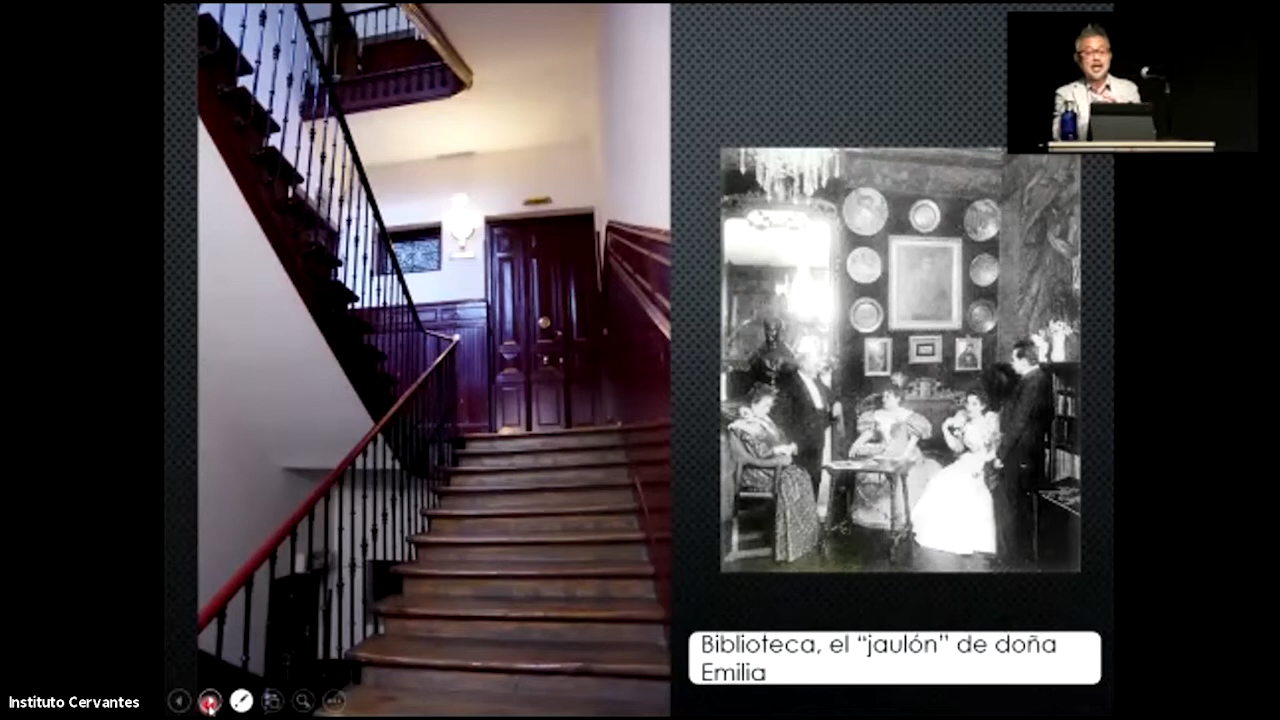 Biblioteca, el “jaulón” de doña
Emilia
Instituto Cervantes